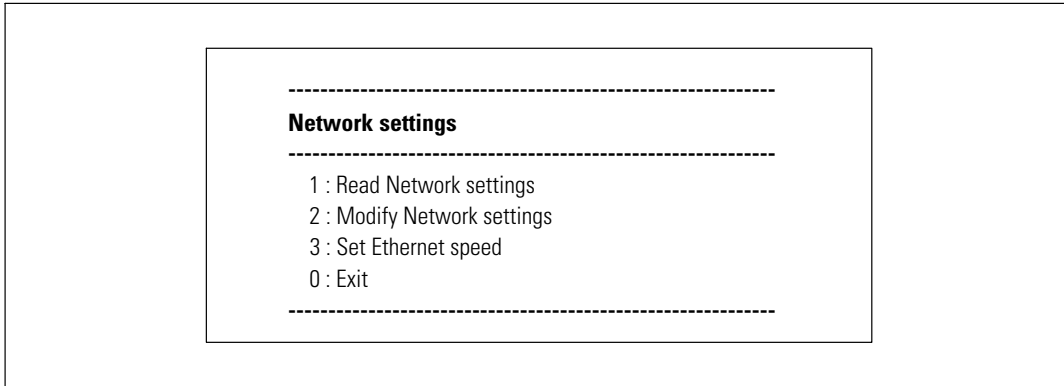 -------------------------------------------------------------
Network settings
-------------------------------------------------------------
1 : Read Network settings
2 : Modify Network settings
3 : Set Ethernet speed
0 : Exit
-------------------------------------------------------------